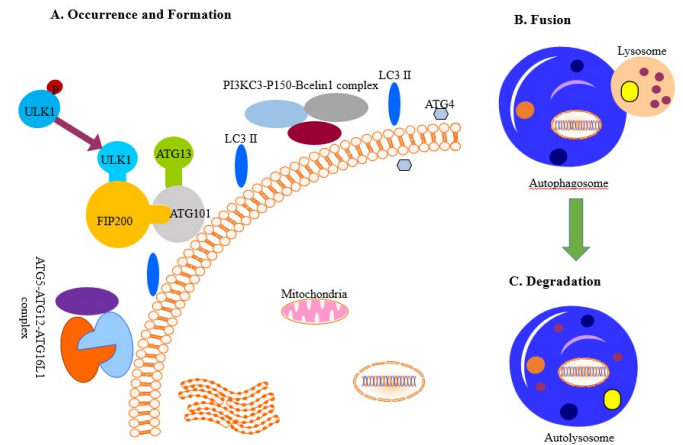 A. Occurrence and Formation
B. Fusion
Lysosome
LC3 II
PI3KC3-P150-Bcelin1 complex
P
ULK1
ATG4
LC3 II
ULK1
ATG13
Autophagosome
FIP200
ATG101
ATG5-ATG12-ATG16L1
complex
C. Degradation
Mitochondria
Autolysosome